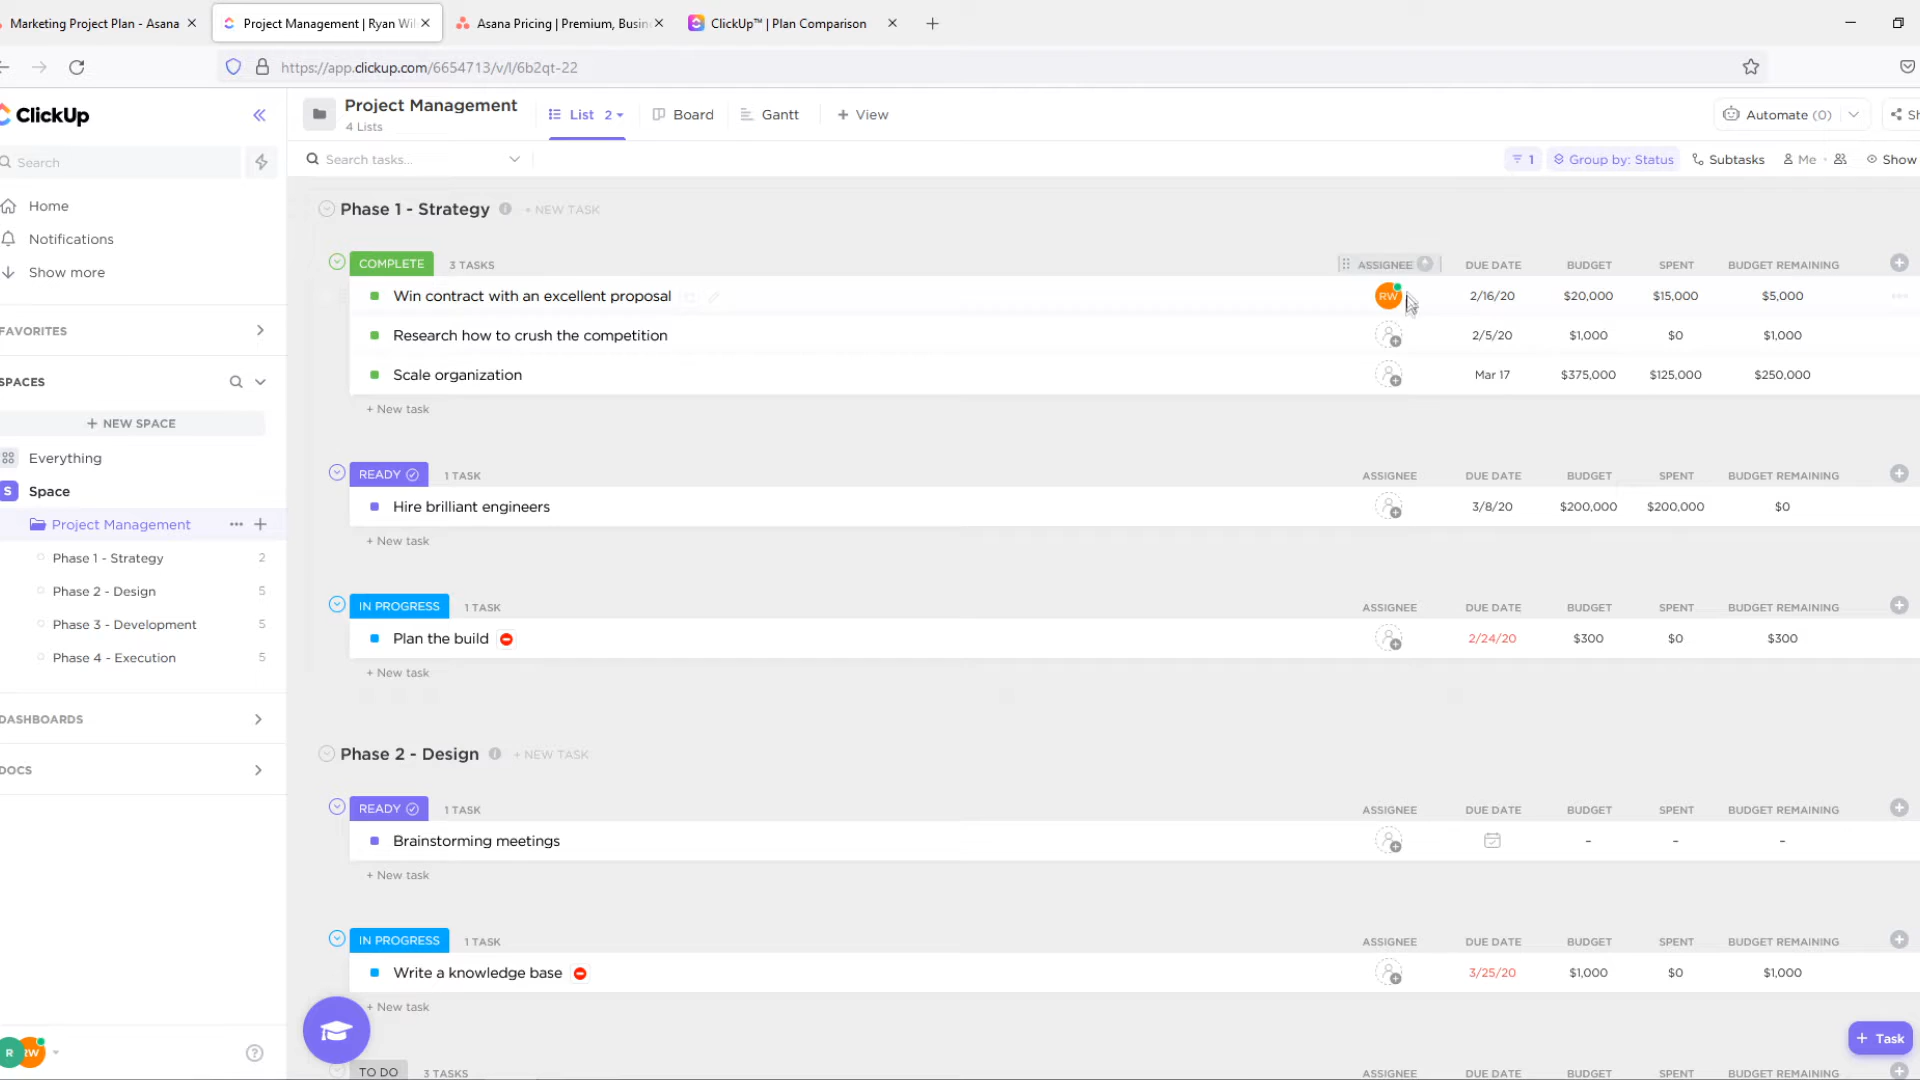 Marketing Project Plan - Asana
Project Management | Ryan Wil
Asana Pricing | Premium, Busin
ClickUp™ | Plan Comparison
https://app.clickup.com/6654713/v/l/6b2qt-22
ClickUp
Project Management
4 Lists
List 2
Board
Gantt
+ View
Automate (0)
Sh
Search
Search tasks...
1
Group by: Status
Subtasks
Me
Show
Home
Notifications
Show more
FAVORITES
SPACES
+ NEW SPACE
Everything
S Space
Project Management
Phase 1 - Strategy 2
Phase 2 - Design 5
Phase 3 - Development 5
Phase 4 - Execution 5
DASHBOARDS
DOCS
R RW
Phase 1 - Strategy + NEW TASK
COMPLETE 3 TASKS ASSIGNEE DUE DATE BUDGET SPENT BUDGET REMAINING
Win contract with an excellent proposal RW 2/16/20 $20,000 $15,000 $5,000
Research how to crush the competition 2/5/20 $1,000 $0 $1,000
Scale organization Mar 17 $375,000 $125,000 $250,000
+ New task
READY 1 TASK ASSIGNEE DUE DATE BUDGET SPENT BUDGET REMAINING
Hire brilliant engineers 3/8/20 $200,000 $200,000 $0
+ New task
IN PROGRESS 1 TASK ASSIGNEE DUE DATE BUDGET SPENT BUDGET REMAINING
Plan the build 2/24/20 $300 $0 $300
+ New task
Phase 2 - Design + NEW TASK
READY 1 TASK ASSIGNEE DUE DATE BUDGET SPENT BUDGET REMAINING
Brainstorming meetings - - -
+ New task
IN PROGRESS 1 TASK ASSIGNEE DUE DATE BUDGET SPENT BUDGET REMAINING
Write a knowledge base 3/25/20 $1,000 $0 $1,000
+ New task
+ Task
TO DO 3 TASKS ASSIGNEE DUE DATE BUDGET SPENT BUDGET REMAINING